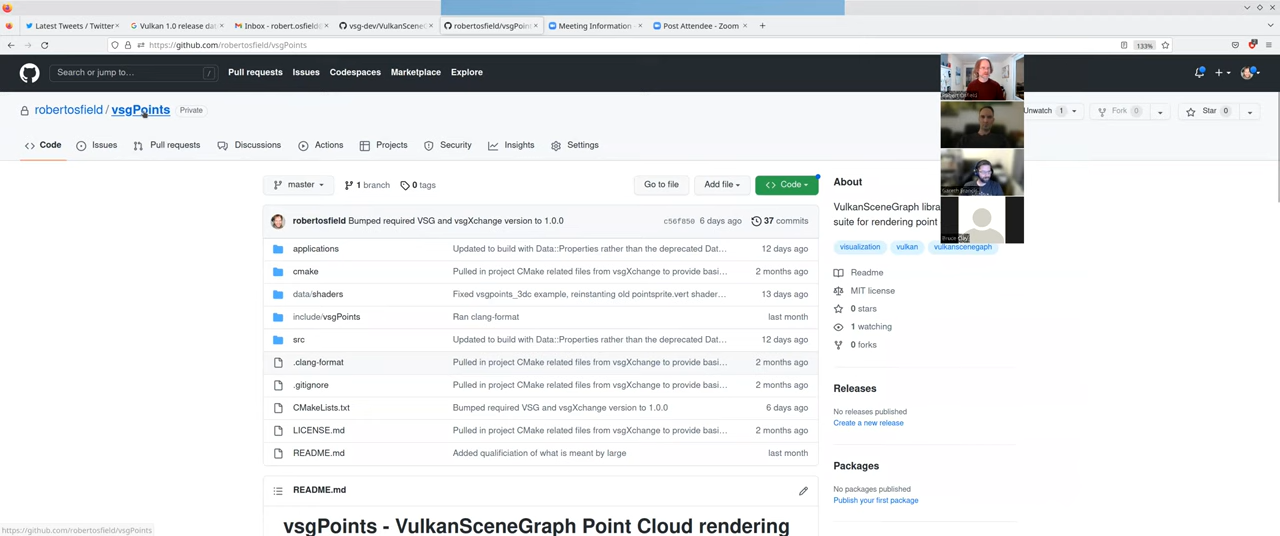 Latest Tweets / Twitter
Vulkan 1.0 release dat
Inbox - robert.osfield@
vsg-dev/VulkanScene
robertosfield/vsgPoint
Meeting Information -
Post Attendee - Zoom
https://github.com/robertosfield/vsgPoints
133%
Search or jump to...
/
Pull requests
Issues
Codespaces
Marketplace
Explore
robertosfield / vsgPoints
Private
Unwatch 1
Fork 0
Star 0
Code
Issues
Pull requests
Discussions
Actions
Projects
Security
Insights
Settings
master
1 branch
0 tags
Go to file
Add file
Code
robertosfield Bumped required VSG and vsgXchange version to 1.0.0
c56f850 6 days ago
37 commits
applications Updated to build with Data::Properties rather than the deprecated Dat... 12 days ago
cmake Pulled in project CMake related files from vsgXchange to provide basi... 2 months ago
data/shaders Fixed vsgpoints_3dc example, reinstanting old pointsprite.vert shader... 13 days ago
include/vsgPoints Ran clang-format last month
src Updated to build with Data::Properties rather than the deprecated Dat... 12 days ago
.clang-format Pulled in project CMake related files from vsgXchange to provide basi... 2 months ago
.gitignore Pulled in project CMake related files from vsgXchange to provide basi... 2 months ago
CMakeLists.txt Bumped required VSG and vsgXchange version to 1.0.0 6 days ago
LICENSE.md Pulled in project CMake related files from vsgXchange to provide basi... 2 months ago
README.md Added qualificiation of what is meant by large last month
README.md
vsgPoints - VulkanSceneGraph Point Cloud rendering
About
VulkanSceneGraph libra
suite for rendering point
visualization
vulkan
vulkanscenegaph
Readme
MIT license
0 stars
1 watching
0 forks
Releases
No releases published
Create a new release
Packages
No packages published
Publish your first package
Bruce Clay
https://github.com/robertosfield/vsgPoints